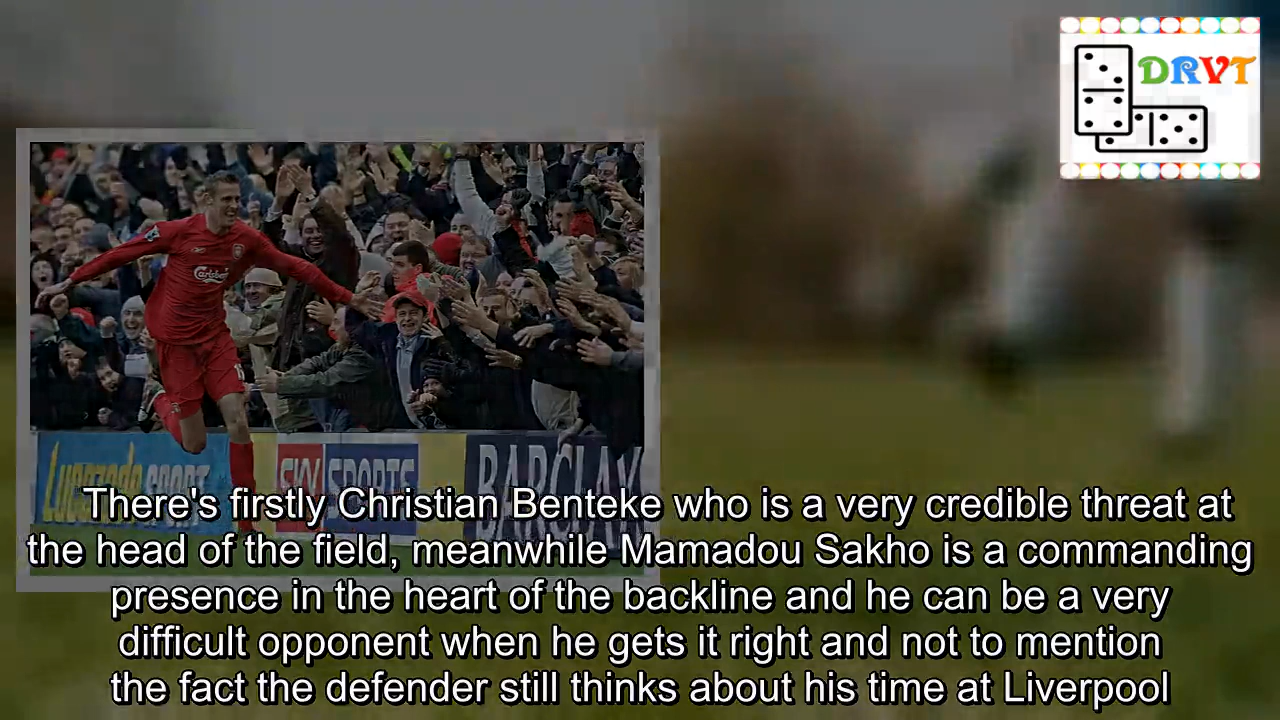 DRVT
Carlsberg
Lucozade SPORT
SKY SPORTS
BARCLAY
There's firstly Christian Benteke who is a very credible threat at
the head of the field, meanwhile Mamadou Sakho is a commanding
presence in the heart of the backline and he can be a very
difficult opponent when he gets it right and not to mention
the fact the defender still thinks about his time at Liverpool